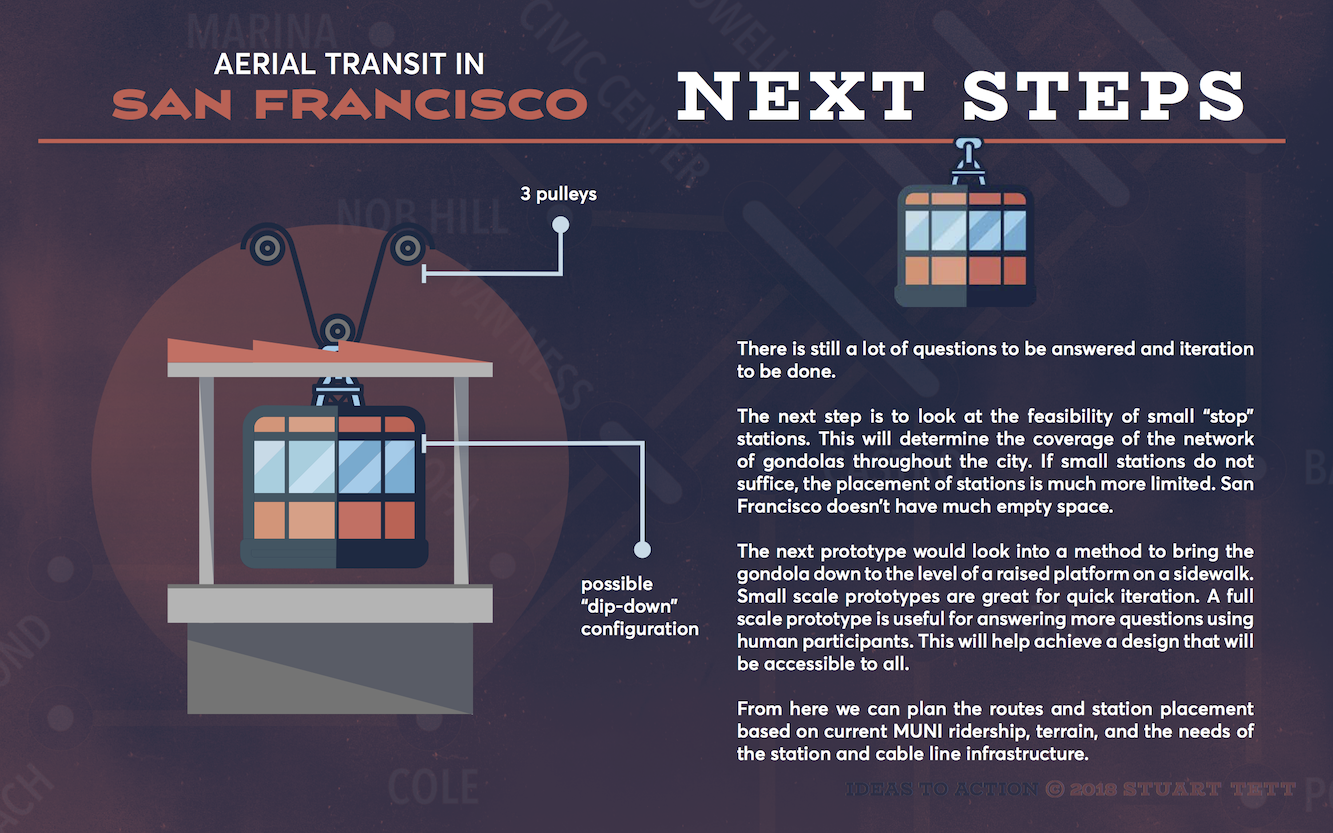 AERIAL TRANSIT IN
SAN FRANCISCO
NEXT STEPS
3 pulleys
possible
“dip-down”
configuration
There is still a lot of questions to be answered and iteration
to be done.
The next step is to look at the feasibility of small “stop”
stations. This will determine the coverage of the network
of gondolas throughout the city. If small stations do not
suffice, the placement of stations is much more limited. San
Francisco doesn’t have much empty space.
The next prototype would look into a method to bring the
gondola down to the level of a raised platform on a sidewalk.
Small scale prototypes are great for quick iteration. A full
scale prototype is useful for answering more questions using
human participants. This will help achieve a design that will
be accessible to all.
From here we can plan the routes and station placement
based on current MUNI ridership, terrain, and the needs of
the station and cable line infrastructure.
IDEAS TO ACTION © 2018 STUART TETT
MARINA
CIVIC CENTER
NOB HILL
VAN NESS
COLE